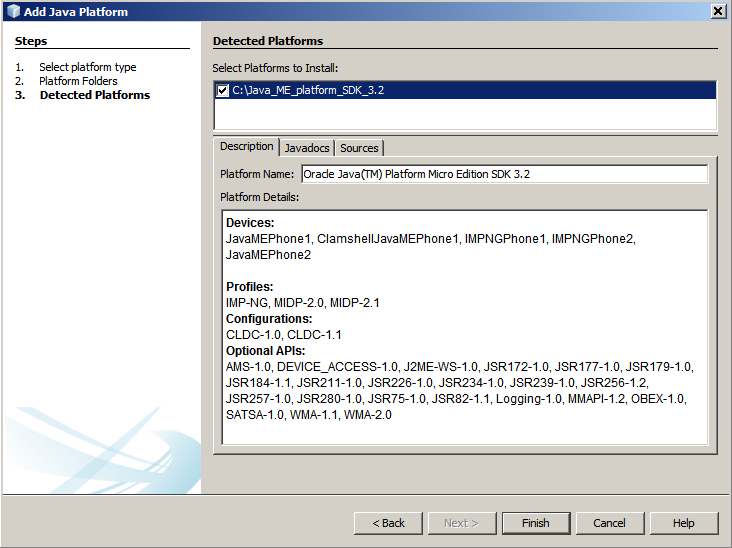 Add Java Platform
Steps
1. Select platform type
2. Platform Folders
3. Detected Platforms
Detected Platforms
Select Platforms to Install:
C:\Java_ME_platform_SDK_3.2
Description Javadocs Sources
Platform Name: Oracle Java(TM) Platform Micro Edition SDK 3.2
Platform Details:
Devices:
JavaMEPhone1, ClamshellJavaMEPhone1, IMPNGPhone1, IMPNGPhone2,
JavaMEPhone2
Profiles:
IMP-NG, MIDP-2.0, MIDP-2.1
Configurations:
CLDC-1.0, CLDC-1.1
Optional APIs:
AMS-1.0, DEVICE_ACCESS-1.0, J2ME-WS-1.0, JSR172-1.0, JSR177-1.0, JSR179-1.0,
JSR184-1.1, JSR211-1.0, JSR226-1.0, JSR234-1.0, JSR239-1.0, JSR256-1.2,
JSR257-1.0, JSR280-1.0, JSR75-1.0, JSR82-1.1, Logging-1.0, MMAPI-1.2, OBEX-1.0,
SATSA-1.0, WMA-1.1, WMA-2.0
< Back Next > Finish Cancel Help